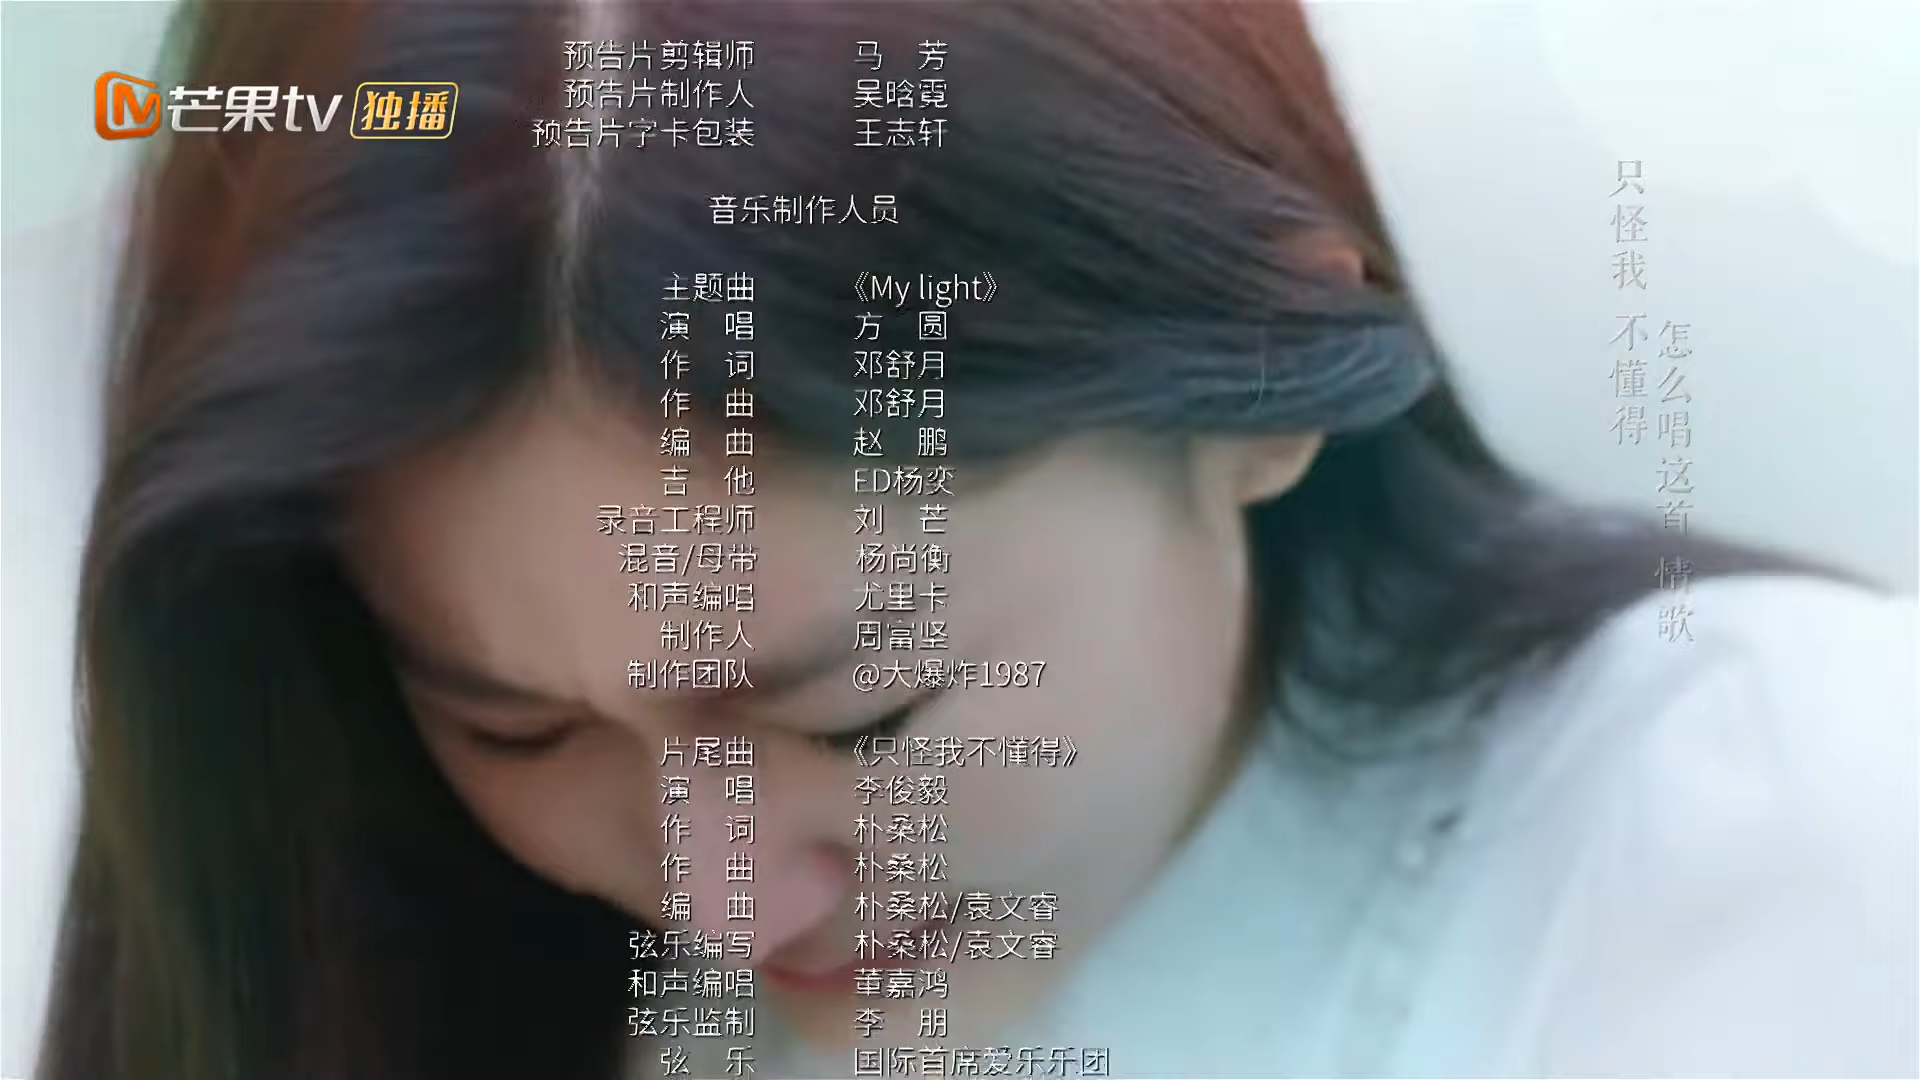 芒果tv 独播
预告片剪辑师 马 芳
预告片制作人 吴晗霓
预告片字卡包装 王志轩
音乐制作人员
主题曲 《My light》
演 唱 方 圆
作 词 邓舒月
作 曲 邓舒月
编 曲 赵 鹏
吉 他 ED杨奕
录音工程师 刘 芒
混音/母带 杨尚衡
和声编唱 尤里卡
制作人 周富坚
制作团队 @大爆炸1987
片尾曲 《只怪我不懂得》
演 唱 李俊毅
作 词 朴桑松
作 曲 朴桑松
编 曲 朴桑松/袁文睿
弦乐编写 朴桑松/袁文睿
和声编唱 董嘉鸿
弦乐监制 李 朋
弦 乐 国际首席爱乐乐团
只怪我 不懂得
怎么唱这首 情歌